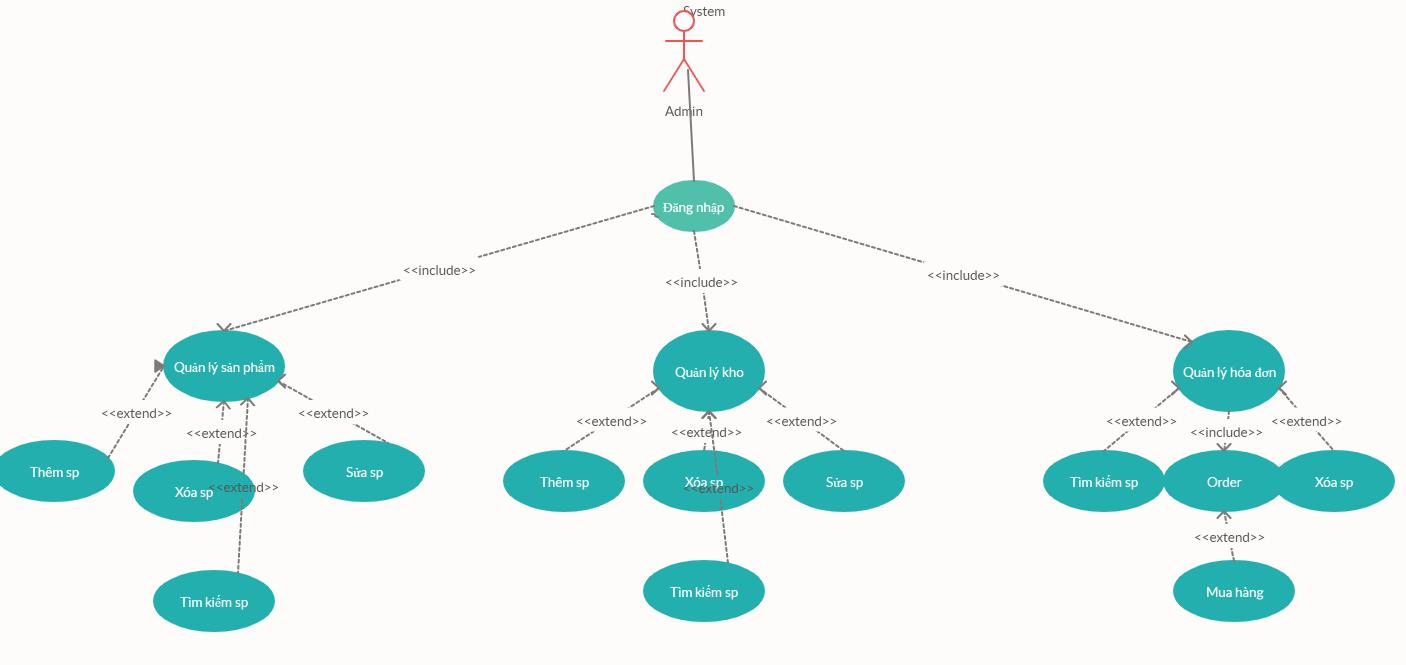 System
Admin
Đăng nhập
<<include>>
<<include>>
<<include>>
Quản lý sản phẩm
Quản lý kho
Quản lý hóa đơn
<<extend>>
<<extend>>
<<extend>>
<<extend>>
<<extend>>
<<extend>>
<<extend>>
<<include>>
<<extend>>
Thêm sp
Xóa sp
<<extend>>
Sửa sp
Thêm sp
Xóa sp
<<extend>>
Sửa sp
Tìm kiếm sp
Order
Xóa sp
<<extend>>
Tìm kiếm sp
Tìm kiếm sp
Mua hàng